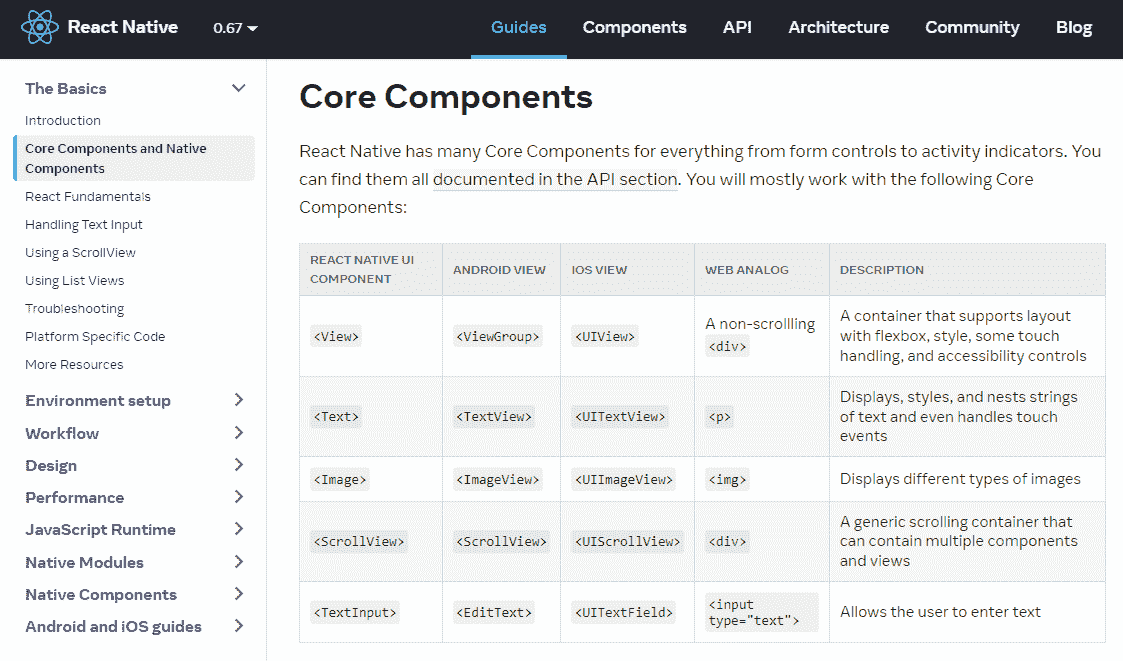 React Native
0.67
Guides
Components
API
Architecture
Community
Blog
The Basics
Introduction
Core Components and Native
Components
React Fundamentals
Handling Text Input
Using a ScrollView
Using List Views
Troubleshooting
Platform Specific Code
More Resources
Environment setup
Workflow
Design
Performance
JavaScript Runtime
Native Modules
Native Components
Android and iOS guides
Core Components
React Native has many Core Components for everything from form controls to activity indicators. You
can find them all documented in the API section. You will mostly work with the following Core
Components:
REACT NATIVE UI
COMPONENT
ANDROID VIEW
IOS VIEW
WEB ANALOG
DESCRIPTION
<View>
<ViewGroup>
<UIView>
A non-scrollling
<div>
A container that supports layout
with flexbox, style, some touch
handling, and accessibility controls
<Text>
<TextView>
<UITextView>
<p>
Displays, styles, and nests strings
of text and even handles touch
events
<Image>
<ImageView>
<UIImageView>
<img>
Displays different types of images
<ScrollView>
<ScrollView>
<UIScrollView>
<div>
A generic scrolling container that
can contain multiple components
and views
<TextInput>
<EditText>
<UITextField>
<input
type="text">
Allows the user to enter text